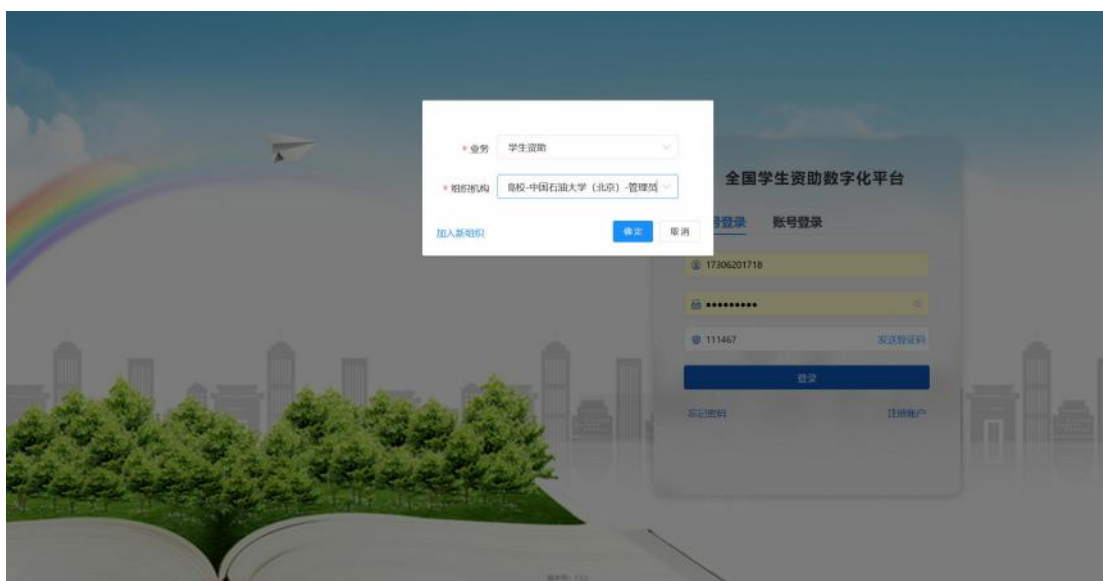 * 业务 学生资助
* 组织机构 高校-中国石油大学（北京）-管理员
加入新组织 确定 取消
全国学生资助数字化平台
号登录 账号登录
17306201718
111467 发送验证码
登录
忘记密码 注册账户